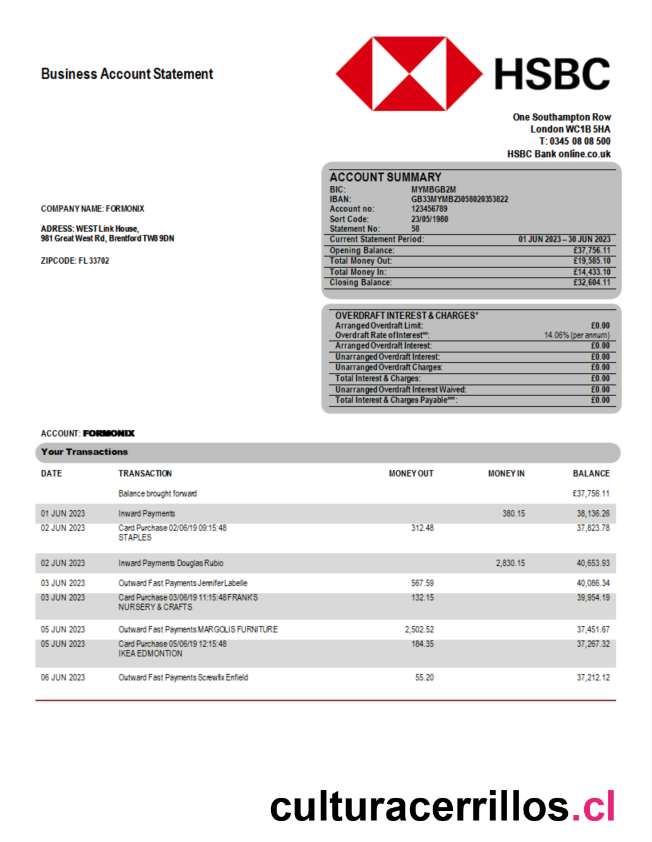 Business Account Statement
HSBC
One Southampton Row
London WC1B 5HA
T: 0345 08 08 500
HSBC Bank online.co.uk
COMPANY NAME: FORMONIX
ADRESS: WEST Link House,
981 Great West Rd, Brentford TW8 9DN
ZIPCODE: FL 33702
ACCOUNT SUMMARY
BIC: MYMBGB2M
IBAN: GB33MYMB23058020353822
Account no: 123456789
Sort Code: 23/05/1980
Statement No: 50
Current Statement Period: 01 JUN 2023 – 30 JUN 2023
Opening Balance: £37,756.11
Total Money Out: £19,585.10
Total Money In: £14,433.10
Closing Balance: £32,604.11
OVERDRAFT INTEREST & CHARGES*
Arranged Overdraft Limit: £0.00
Overdraft Rate of Interest**: 14.06% (per annum)
Arranged Overdraft Interest: £0.00
Unarranged Overdraft Interest: £0.00
Unarranged Overdraft Charges: £0.00
Total Interest & Charges: £0.00
Unarranged Overdraft Interest Waived: £0.00
Total Interest & Charges Payable***: £0.00
ACCOUNT: FORMONIX
Your Transactions
DATE TRANSACTION MONEY OUT MONEY IN BALANCE
Balance brought forward £37,756.11
01 JUN 2023 Inward Payments 380.15 38,136.26
02 JUN 2023 Card Purchase 02/06/19 09:15:48 312.48 37,823.78
STAPLES
02 JUN 2023 Inward Payments Douglas Rubio 2,830.15 40,653.93
03 JUN 2023 Outward Fast Payments Jennifer Labelle 567.59 40,086.34
03 JUN 2023 Card Purchase 03/06/19 11:15:48 FRANK'S 132.15 39,954.19
NURSERY & CRAFTS
05 JUN 2023 Outward Fast Payments MARGOLIS FURNITURE 2,502.52 37,451.67
05 JUN 2023 Card Purchase 05/06/19 12:15:48 184.35 37,267.32
IKEA EDMONTION
06 JUN 2023 Outward Fast Payments Screwfix Enfield 55.20 37,212.12
culturacerrillos.cl